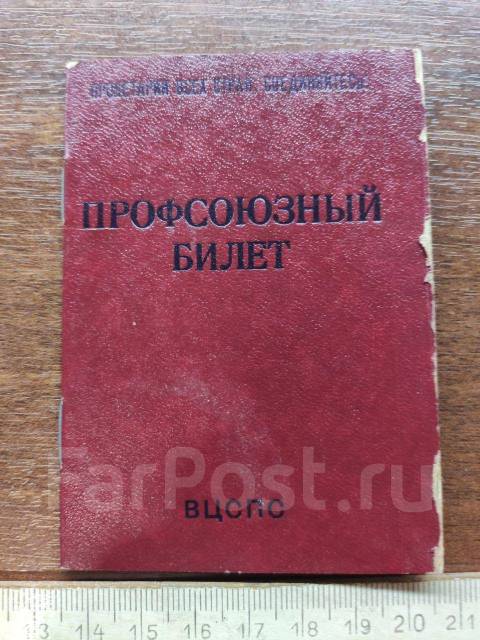 ПРОЛЕТАРИИ ВСЕХ СТРАН, СОЕДИНЯЙТЕСЬ!
ПРОФСОЮЗНЫЙ
БИЛЕТ
FarPost.ru
ВЦСПС
13 14 15 16 17 18 19 20 21